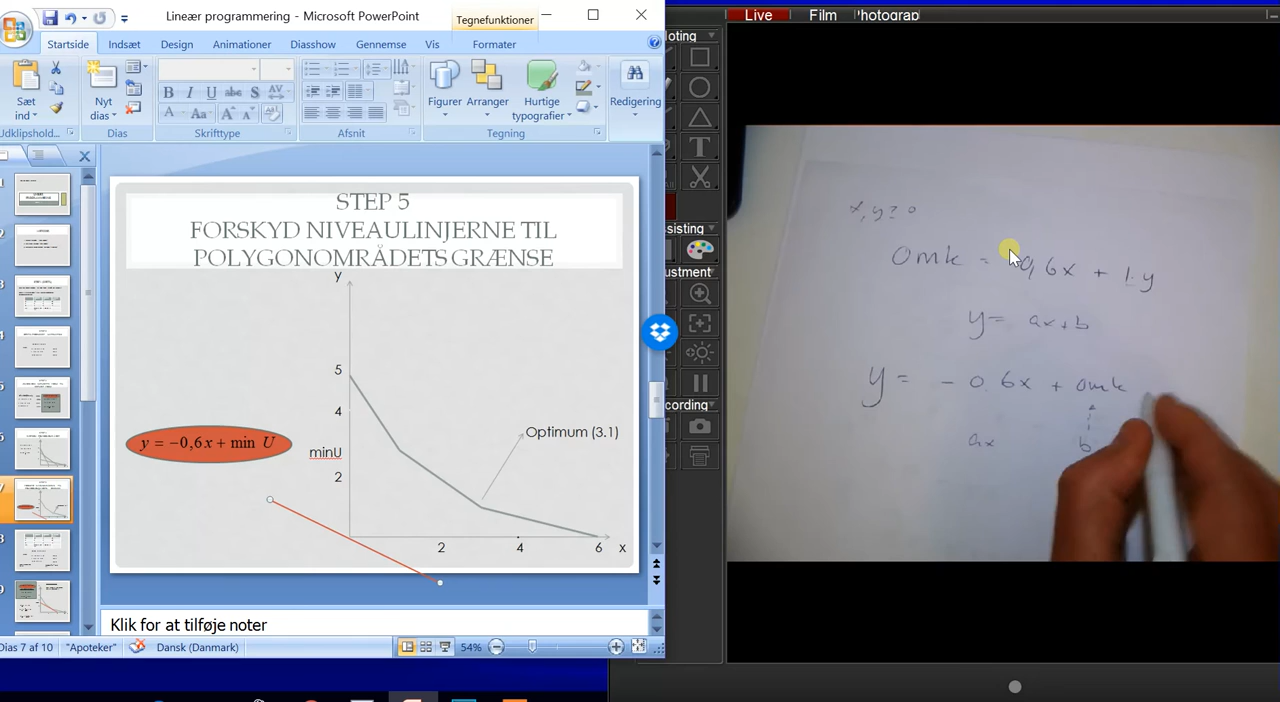 Lineær programmering - Microsoft PowerPoint
Tegnefunktioner
Startside
Indsæt
Design
Animationer
Diasshow
Gennemse
Vis
Formater
Sæt ind
Nyt dias
Figurer
Arranger
Hurtige typografier
Redigering
Udklipsholder
Dias
Skrifttype
Afsnit
Tegning
STEP 5
FORSKYD NIVEAULINJERNE TIL
POLYGONOMRÅDETS GRÆNSE
y
5
4
Optimum (3.1)
y = −0,6x + min U
minU
2
2
4
6
x
Klik for at tilføje noter
Dias 7 af 10
"Apoteker"
Dansk (Danmark)
54%
Live
Film
x, y ≥ 0
Omk = 0,6x + 1·y
y = ax+b
y = - 0.6x + omk
ax
b